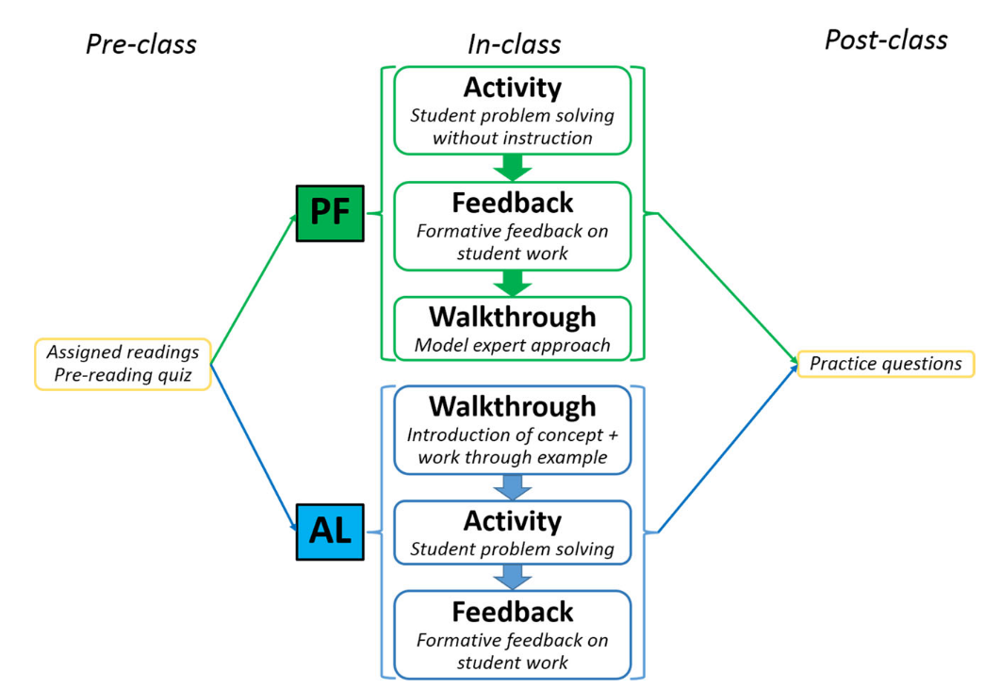 Pre-class
In-class
Post-class
Activity
Student problem solving
without instruction
PF
Feedback
Formative feedback on
student work
Walkthrough
Model expert approach
Assigned readings
Pre-reading quiz
Practice questions
Walkthrough
Introduction of concept +
work through example
AL
Activity
Student problem solving
Feedback
Formative feedback on
student work